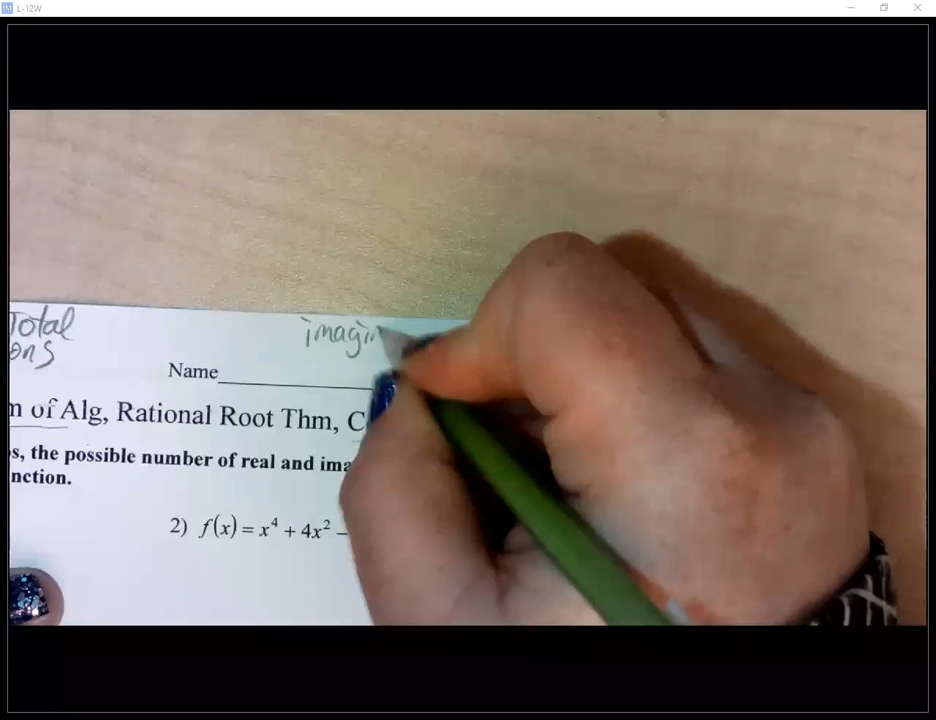 L-12W
Total
ons
imagin
Name
n of Alg, Rational Root Thm, C
s, the possible number of real and ima
nction.
2) f(x) = x⁴ + 4x² –